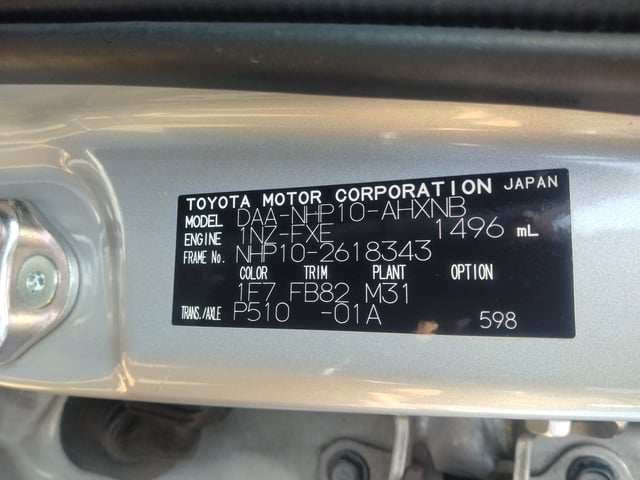 TOYOTA MOTOR CORPORATION JAPAN
MODEL DAA-NHP10-AHXNB
ENGINE 1NZ-FXE 1496 mL
FRAME No. NHP10-2618343
COLOR TRIM PLANT OPTION
1F7 FB82 M31
TRANS./AXLE P510 -01A 598